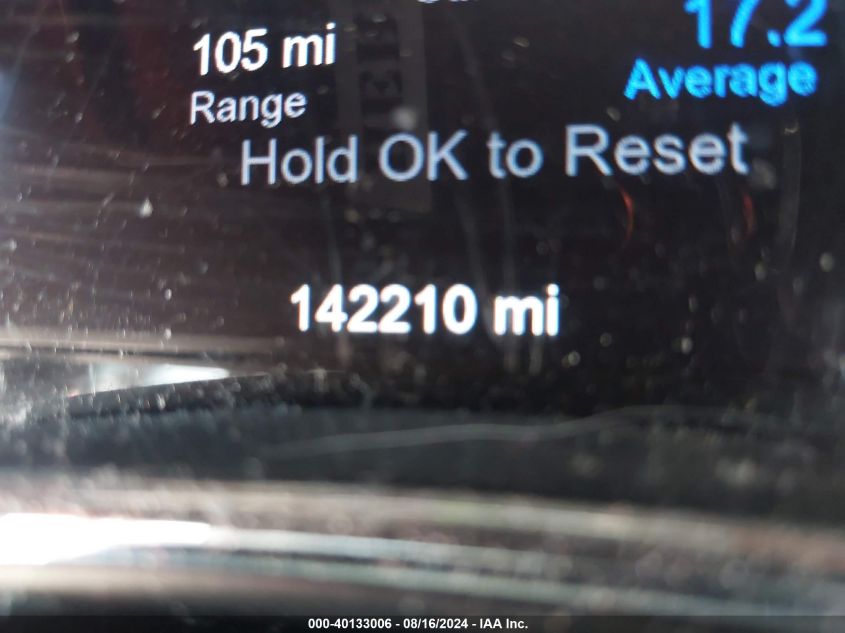 17.2
105 mi
Average
Range
Hold OK to Reset
142210 mi
000-40133006 - 08/16/2024 - IAA Inc.